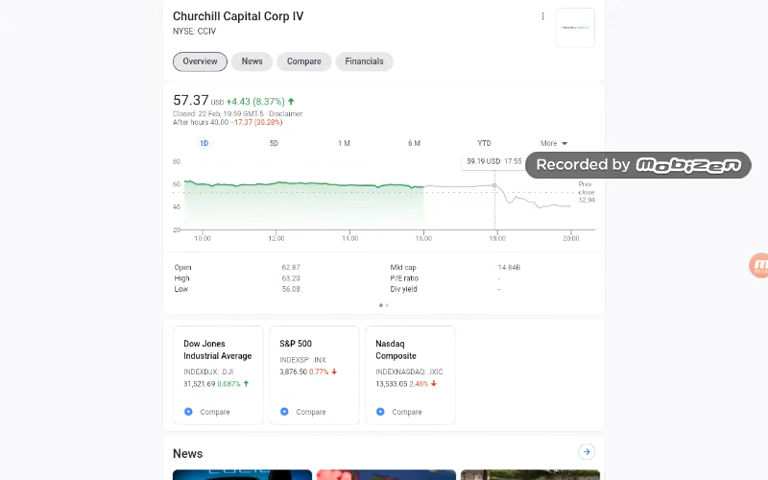 Churchill Capital Corp IV
NYSE: CCIV
Overview
News
Compare
Financials
57.37 USD +4.43 (8.37%)
Closed: 22 Feb, 19:59 GMT-5 · Disclaimer
After hours 40.00 −17.37 (30.28%)
1D 5D 1 M 6 M YTD More
59.19 USD 17:55
Recorded by mobizen
80
60
40
20
Prev
close
52.94
10:00 12:00 14:00 16:00 18:00 20:00
Open 62.87 Mkt cap 14.84B
High 63.20 P/E ratio -
Low 56.08 Div yield -
Dow Jones
Industrial Average
INDEXDJX: .DJI
31,521.69 0.087%
Compare
S&P 500
INDEXSP: .INX
3,876.50 0.77%
Compare
Nasdaq
Composite
INDEXNASDAQ: .IXIC
13,533.05 2.46%
Compare
News